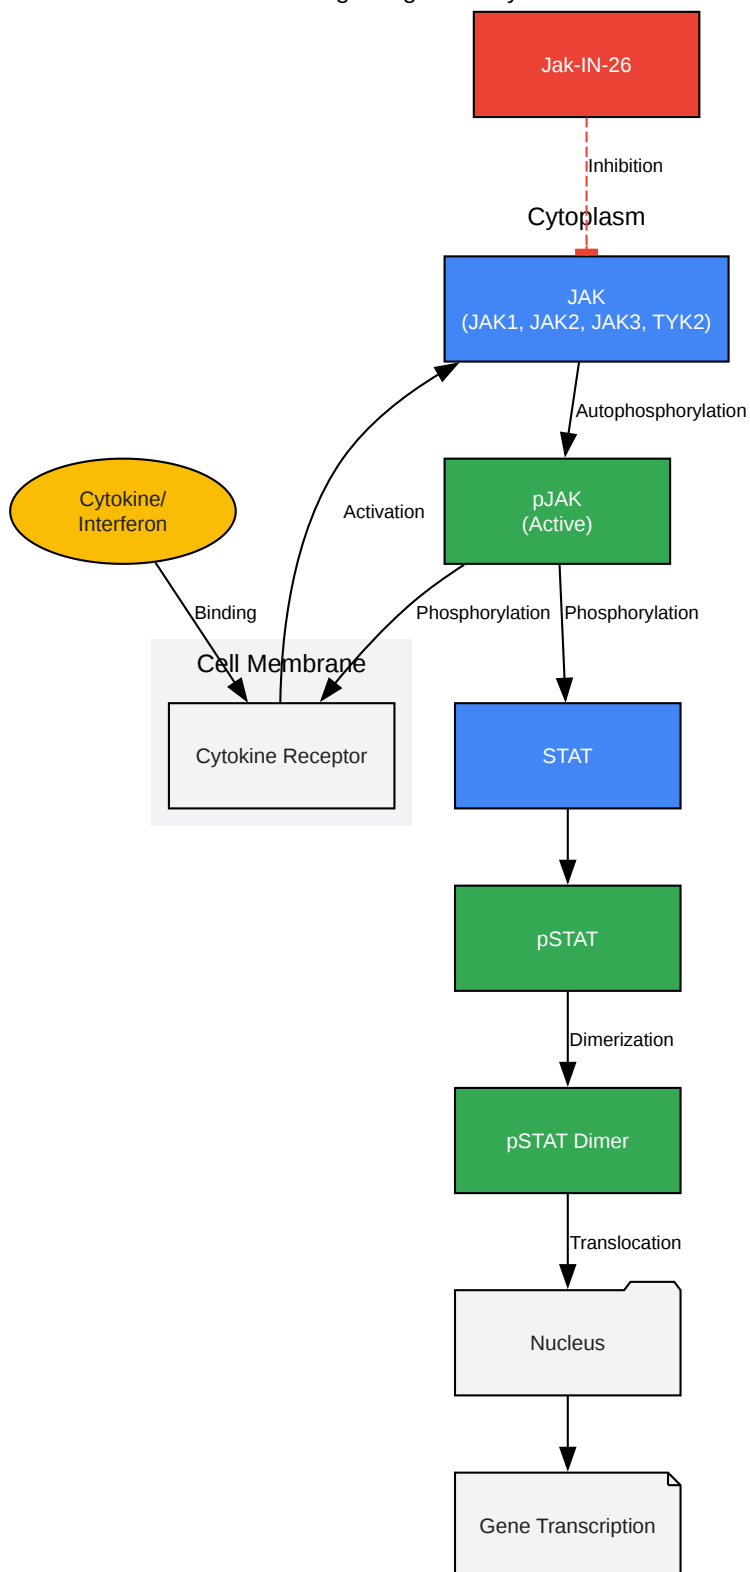 Jak-IN-26
Inhibition
Cytoplasm
JAK
(JAK1, JAK2, JAK3, TYK2)
Autophosphorylation
Cytokine/
Interferon
Activation
pJAK
(Active)
Binding
Phosphorylation
Phosphorylation
Cell Membrane
Cytokine Receptor
STAT
pSTAT
Dimerization
pSTAT Dimer
Translocation
Nucleus
Gene Transcription